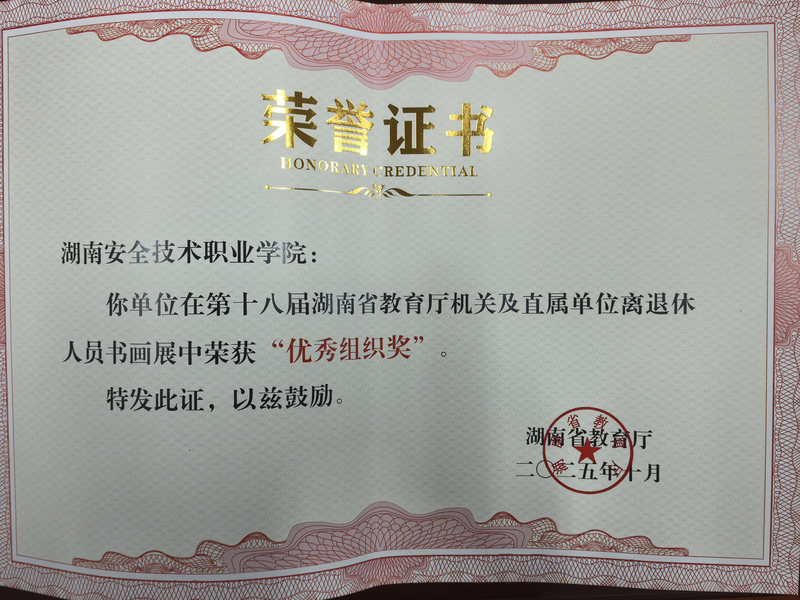 荣誉证书
HONORARY CREDENTIAL
湖南安全技术职业学院：
你单位在第十八届湖南省教育厅机关及直属单位离退休
人员书画展中荣获“优秀组织奖”。
特发此证，以兹鼓励。
湖南省教育厅
二〇二五年十月